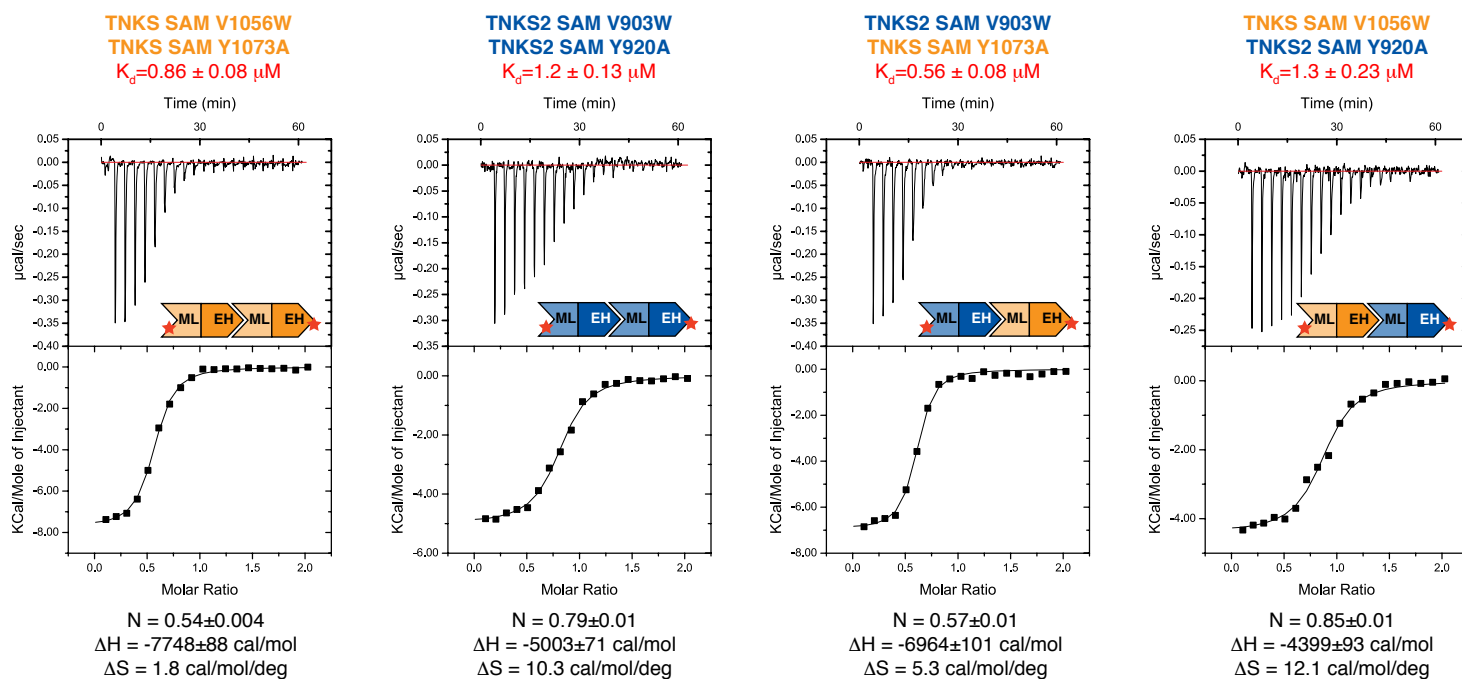 TNKS SAM V1056W
TNKS SAM Y1073A
Kd=0.86 ± 0.08 μM
Time (min)
0 30 60
0,05
0,00
-0,05
-0,10
-0,15
-0,20
-0,25
-0,30
-0,35
-0,40
µcal/sec
ML EH ML EH
0,00
-2,00
-4,00
-6,00
-8,00
KCal/Mole of Injectant
0.0 0.5 1.0 1.5 2.0
Molar Ratio
N = 0.54±0.004
ΔH = -7748±88 cal/mol
ΔS = 1.8 cal/mol/deg
TNKS2 SAM V903W
TNKS2 SAM Y920A
Kd=1.2 ± 0.13 μM
Time (min)
0 30 60
0,05
0,00
-0,05
-0,10
-0,15
-0,20
-0,25
-0,30
-0,35
µcal/sec
ML EH ML EH
0,00
-2,00
-4,00
-6,00
KCal/Mole of Injectant
0.0 0.5 1.0 1.5 2.0
Molar Ratio
N = 0.79±0.01
ΔH = -5003±71 cal/mol
ΔS = 10.3 cal/mol/deg
TNKS2 SAM V903W
TNKS SAM Y1073A
Kd=0.56 ± 0.08 μM
Time (min)
0 30 60
0,05
0,00
-0,05
-0,10
-0,15
-0,20
-0,25
-0,30
-0,35
-0,40
µcal/sec
ML EH ML EH
0,00
-2,00
-4,00
-6,00
-8,00
KCal/Mole of Injectant
0.0 0.5 1.0 1.5 2.0
Molar Ratio
N = 0.57±0.01
ΔH = -6964±101 cal/mol
ΔS = 5.3 cal/mol/deg
TNKS SAM V1056W
TNKS2 SAM Y920A
Kd=1.3 ± 0.23 μM
Time (min)
0 30 60
0,05
0,00
-0,05
-0,10
-0,15
-0,20
-0,25
µcal/sec
ML EH ML EH
0,00
-2,00
-4,00
KCal/Mole of Injectant
0.0 0.5 1.0 1.5 2.0
Molar Ratio
N = 0.85±0.01
ΔH = -4399±93 cal/mol
ΔS = 12.1 cal/mol/deg